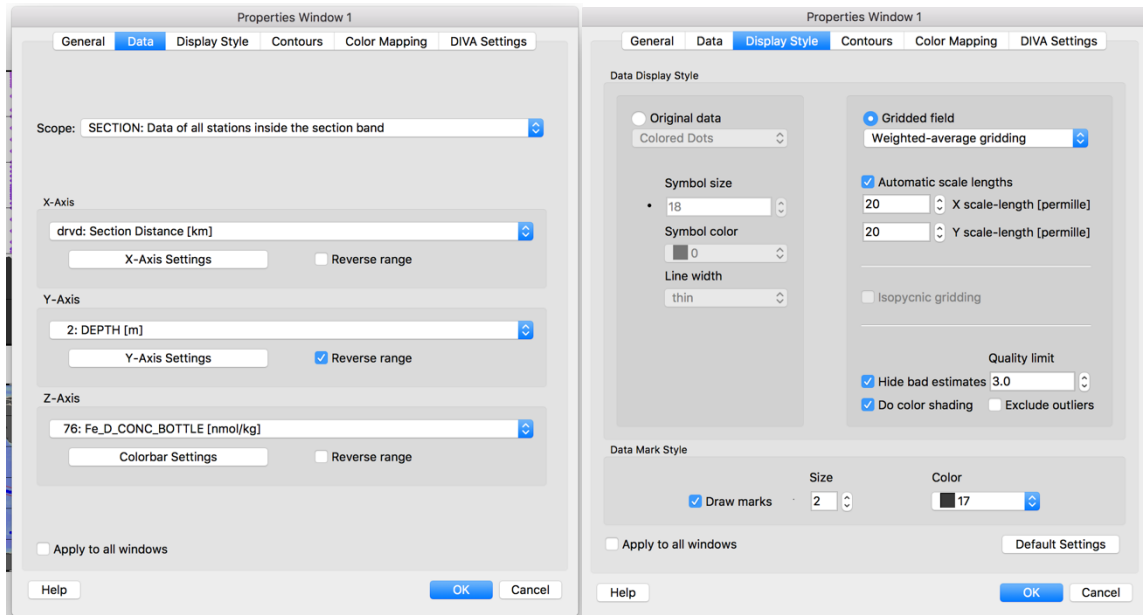 Properties Window 1
General Data Display Style Contours Color Mapping DIVA Settings
Scope: SECTION: Data of all stations inside the section band
X-Axis
drvd: Section Distance [km]
X-Axis Settings Reverse range
Y-Axis
2: DEPTH [m]
Y-Axis Settings Reverse range
Z-Axis
76: Fe_D_CONC_BOTTLE [nmol/kg]
Colorbar Settings Reverse range
Apply to all windows
Help OK Cancel
Properties Window 1
General Data Display Style Contours Color Mapping DIVA Settings
Data Display Style
Original data
Colored Dots
Symbol size
18
Symbol color
0
Line width
thin
Gridded field
Weighted-average gridding
Automatic scale lengths
20 X scale-length [permille]
20 Y scale-length [permille]
Isopycnic gridding
Quality limit
Hide bad estimates 3.0
Do color shading Exclude outliers
Data Mark Style
Size Color
Draw marks 2 17
Apply to all windows Default Settings
Help OK Cancel